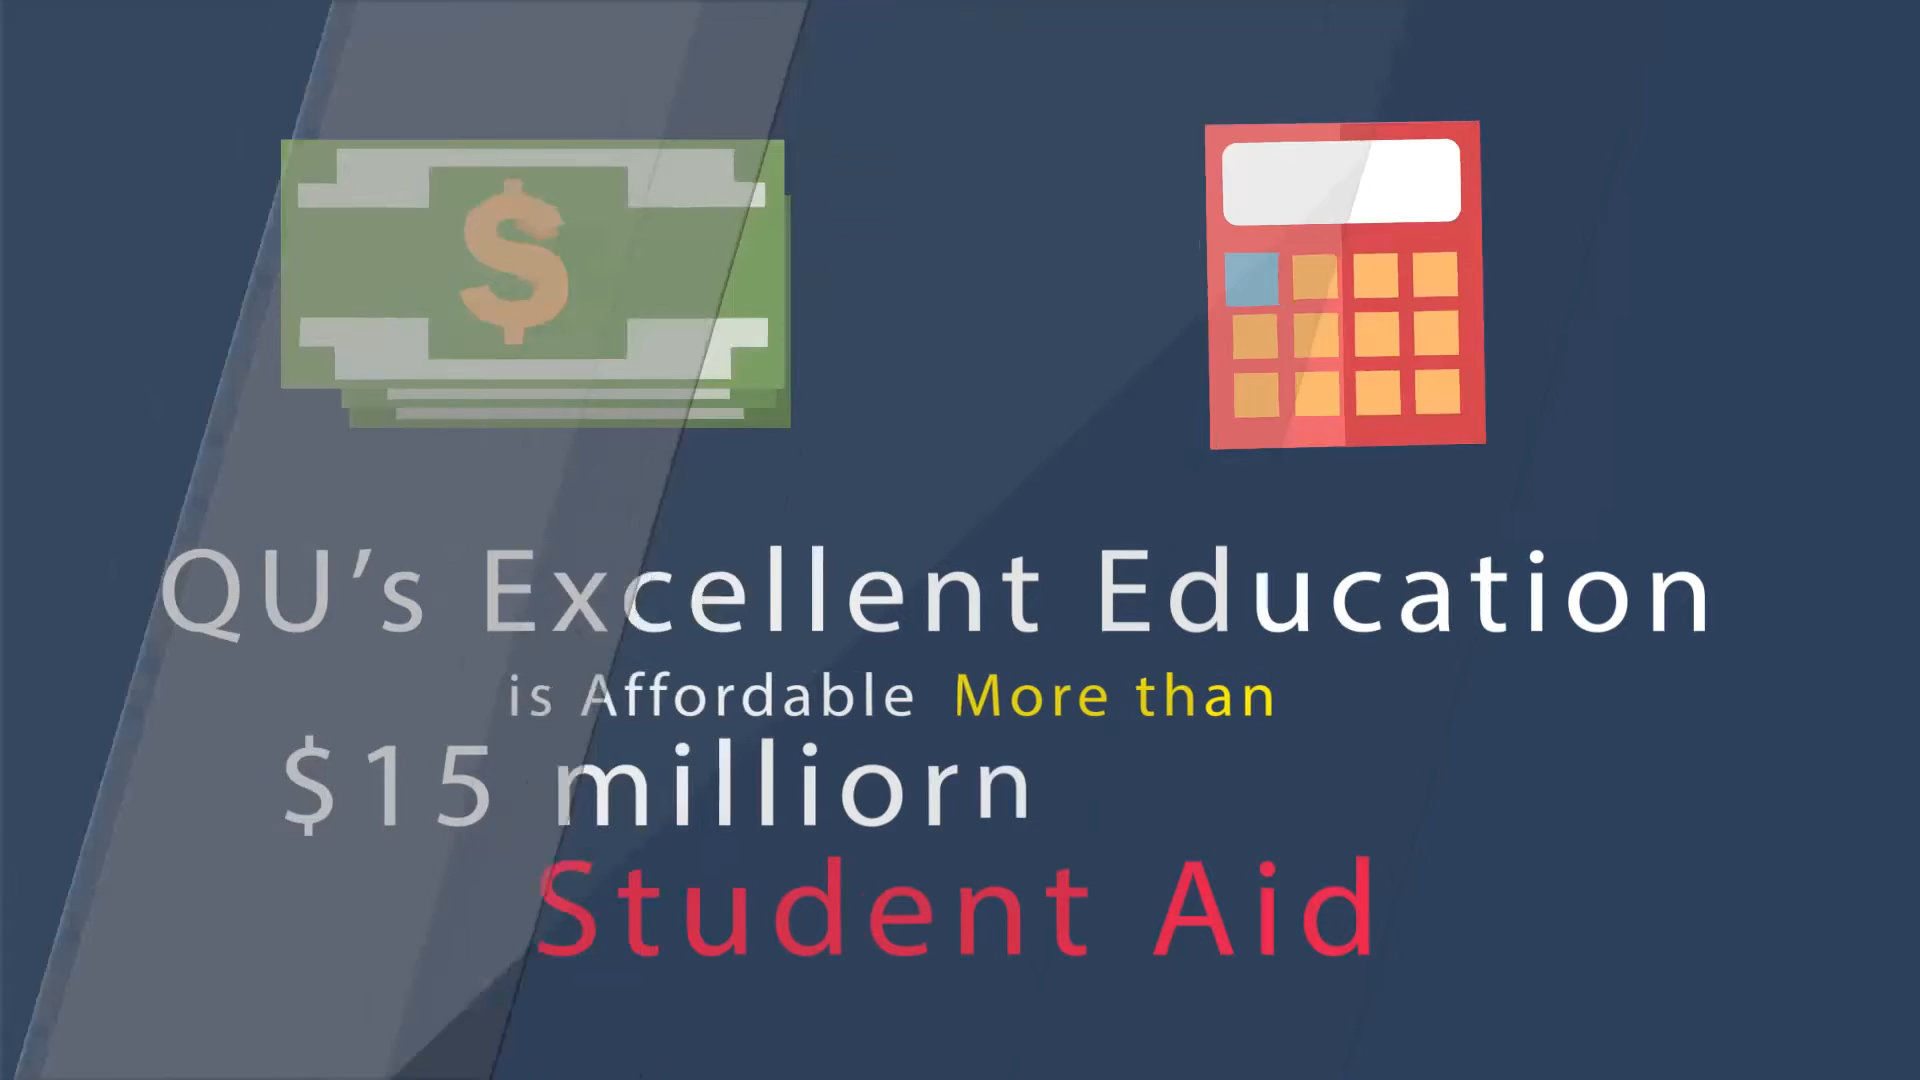 $
QU's Excellent Education
is Affordable More than
$15 milliorn
Student Aid